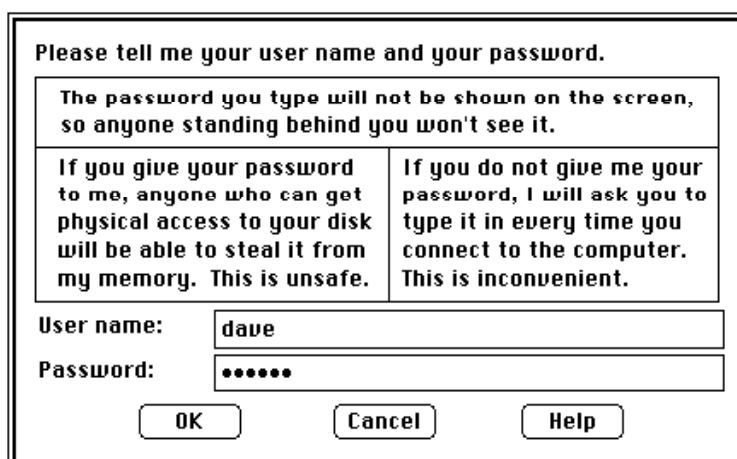 Please tell me your user name and your password.
The password you type will not be shown on the screen,
so anyone standing behind you won't see it.
If you give your password
to me, anyone who can get
physical access to your disk
will be able to steal it from
my memory.  This is unsafe.
If you do not give me your
password, I will ask you to
type it in every time you
connect to the computer.
This is inconvenient.
User name: dave
Password: ••••••
OK Cancel Help